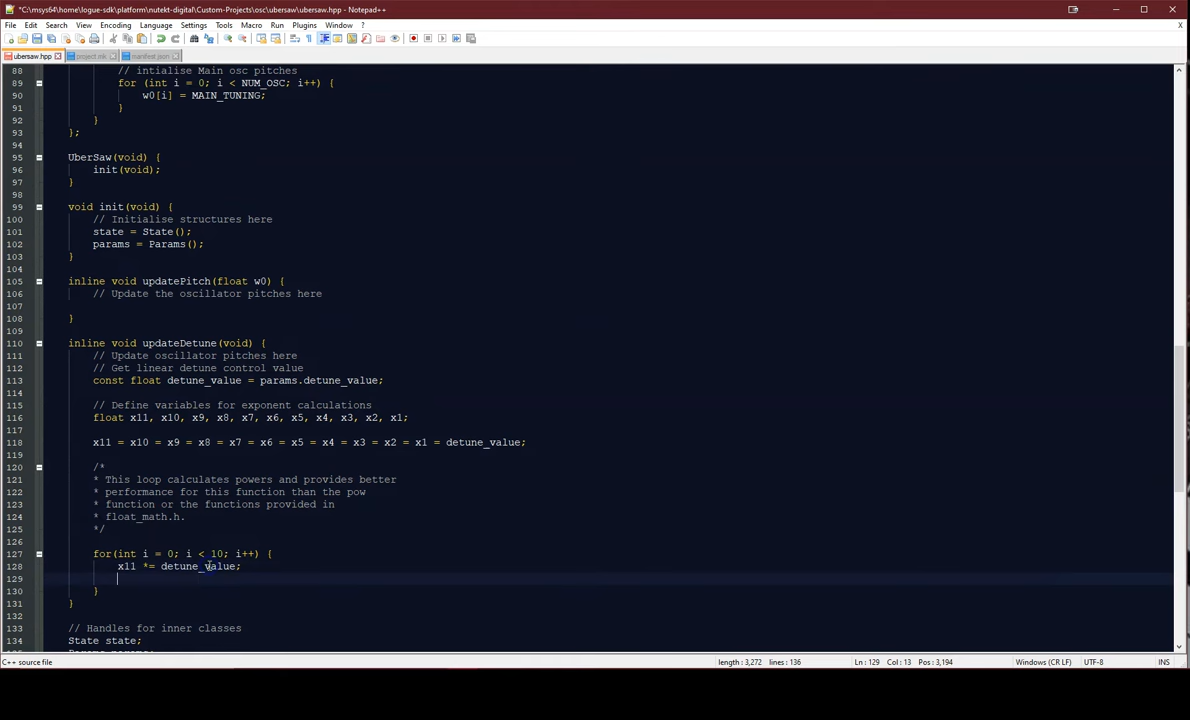 *C:\msys64\home\logue-sdk\platform\nutekt-digital\Custom-Projects\osc\ubersaw\ubersaw.hpp - Notepad++
File Edit Search View Encoding Language Settings Tools Macro Run Plugins Window ?
ubersaw.hpp project.mk manifest.json
88 // intialise Main osc pitches
89 for (int i = 0; i < NUM_OSC; i++) {
90 w0[i] = MAIN_TUNING;
91 }
92 }
93 };
94
95 UberSaw(void) {
96 init(void);
97 }
98
99 void init(void) {
100 // Initialise structures here
101 state = State();
102 params = Params();
103 }
104
105 inline void updatePitch(float w0) {
106 // Update the oscillator pitches here
107
108 }
109
110 inline void updateDetune(void) {
111 // Update oscillator pitches here
112 // Get linear detune control value
113 const float detune_value = params.detune_value;
114
115 // Define variables for exponent calculations
116 float x11, x10, x9, x8, x7, x6, x5, x4, x3, x2, x1;
117
118 x11 = x10 = x9 = x8 = x7 = x6 = x5 = x4 = x3 = x2 = x1 = detune_value;
119
120 /*
121 * This loop calculates powers and provides better
122 * performance for this function than the pow
123 * function or the functions provided in
124 * float_math.h.
125 */
126
127 for(int i = 0; i < 10; i++) {
128 x11 *= detune_value;
129
130 }
131 }
132
133 // Handles for inner classes
134 State state;
C++ source file length : 3,272 lines : 136 Ln : 129 Col : 13 Pos : 3,194 Windows (CR LF) UTF-8 INS